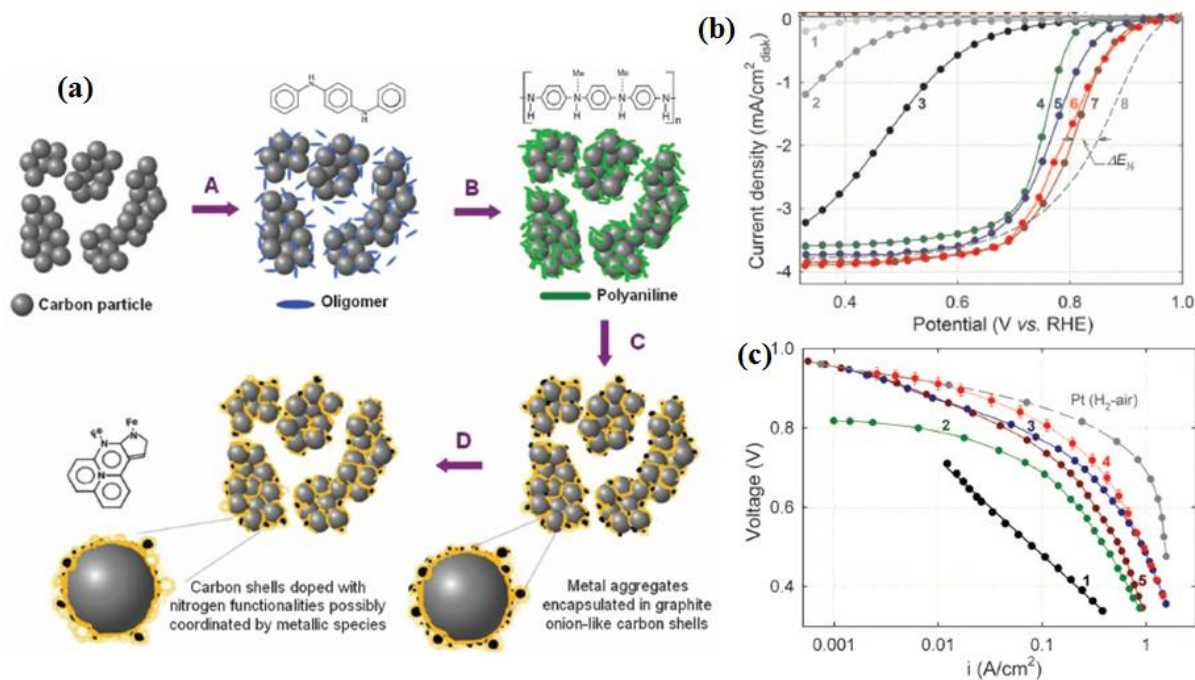 (a)
H
N
N
H
Me
Me
N
H
N
H
N
H
N
H
n
A
B
Carbon particle
Oligomer
Polyaniline
C
D
Fe
Fe
N
N
N
Carbon shells doped with
nitrogen functionalities possibly
coordinated by metallic species
Metal aggregates
encapsulated in graphite
onion-like carbon shells
(b)
Current density (mA/cm²disk)
0
-1
-2
-3
-4
1
2
3
4
5
6
7
8
ΔE½
0.4
0.6
0.8
1.0
Potential (V vs. RHE)
(c)
Voltage (V)
1.0
0.8
0.6
0.4
Pt (H₂-air)
1
2
3
4
5
0.001
0.01
0.1
1
i (A/cm²)